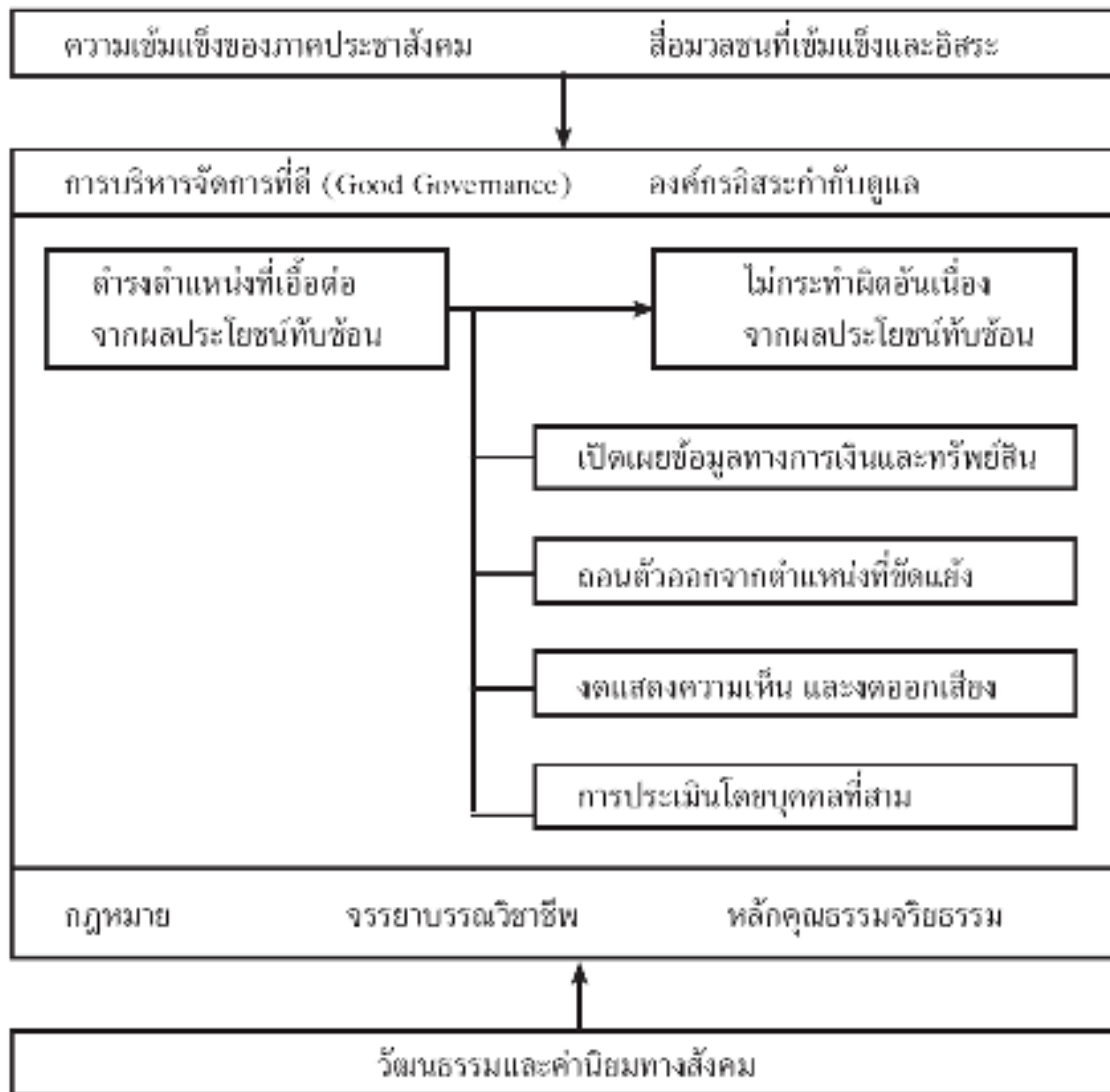 ความเข้มแข็งของภาคประชาสังคม สื่อมวลชนที่เข้มแข็งและอิสระ
การบริหารจัดการที่ดี (Good Governance) องค์กรอิสระกำกับดูแล
ดำรงตำแหน่งที่เอื้อต่อ
จากผลประโยชน์ทับซ้อน
ไม่กระทำผิดอันเนื่อง
จากผลประโยชน์ทับซ้อน
เปิดเผยข้อมูลทางการเงินและทรัพย์สิน
ถอนตัวออกจากตำแหน่งที่ขัดแย้ง
งดแสดงความเห็น และงดออกเสียง
การประเมินโดยบุคคลที่สาม
กฎหมาย จรรยาบรรณวิชาชีพ หลักคุณธรรมจริยธรรม
วัฒนธรรมและค่านิยมทางสังคม